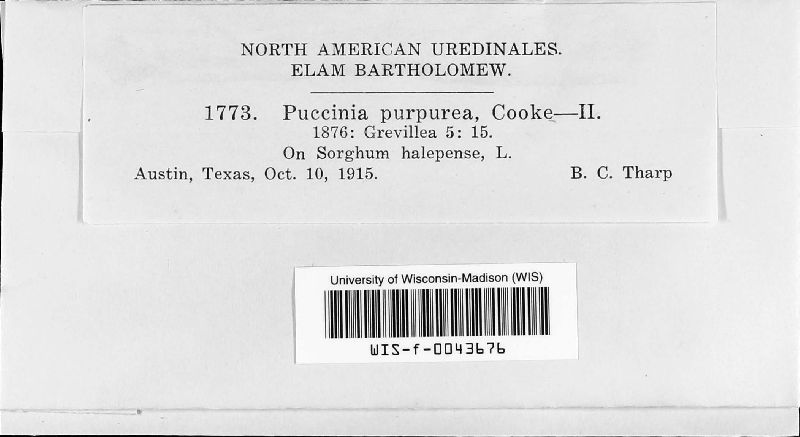 NORTH AMERICAN UREDINALES.
ELAM BARTHOLOMEW.
1773. Puccinia purpurea, Cooke—II.
1876: Grevillea 5: 15.
On Sorghum halepense, L.
Austin, Texas, Oct. 10, 1915. B. C. Tharp
University of Wisconsin-Madison (WIS)
WIS-f-0043676